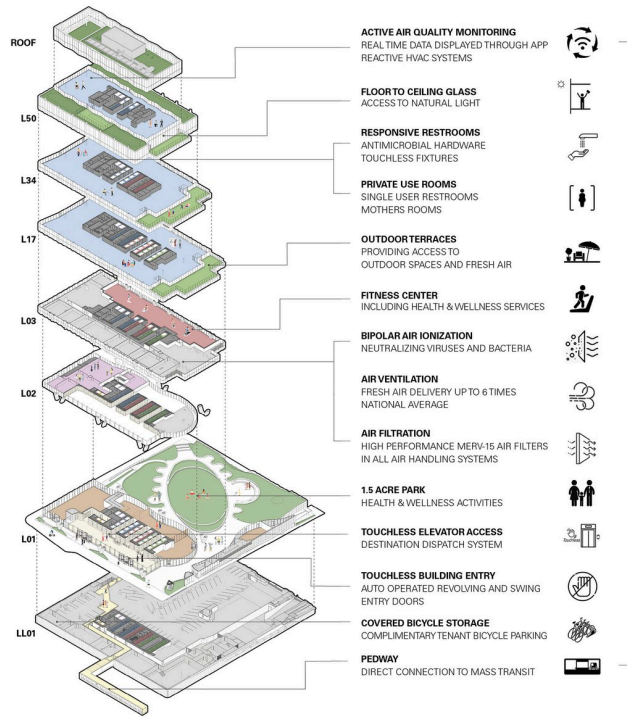 ROOF
L50
L34
L17
L03
L02
L01
LL01
ACTIVE AIR QUALITY MONITORING
REAL TIME DATA DISPLAYED THROUGH APP
REACTIVE HVAC SYSTEMS
FLOOR TO CEILING GLASS
ACCESS TO NATURAL LIGHT
RESPONSIVE RESTROOMS
ANTIMICROBIAL HARDWARE
TOUCHLESS FIXTURES
PRIVATE USE ROOMS
SINGLE USER RESTROOMS
MOTHERS ROOMS
OUTDOOR TERRACES
PROVIDING ACCESS TO
OUTDOOR SPACES AND FRESH AIR
FITNESS CENTER
INCLUDING HEALTH & WELLNESS SERVICES
BIPOLAR AIR IONIZATION
NEUTRALIZING VIRUSES AND BACTERIA
AIR VENTILATION
FRESH AIR DELIVERY UP TO 6 TIMES
NATIONAL AVERAGE
AIR FILTRATION
HIGH PERFORMANCE MERV-15 AIR FILTERS
IN ALL AIR HANDLING SYSTEMS
1.5 ACRE PARK
HEALTH & WELLNESS ACTIVITIES
TOUCHLESS ELEVATOR ACCESS
DESTINATION DISPATCH SYSTEM
Touchless
TOUCHLESS BUILDING ENTRY
AUTO OPERATED REVOLVING AND SWING
ENTRY DOORS
COVERED BICYCLE STORAGE
COMPLIMENTARY TENANT BICYCLE PARKING
PEDWAY
DIRECT CONNECTION TO MASS TRANSIT